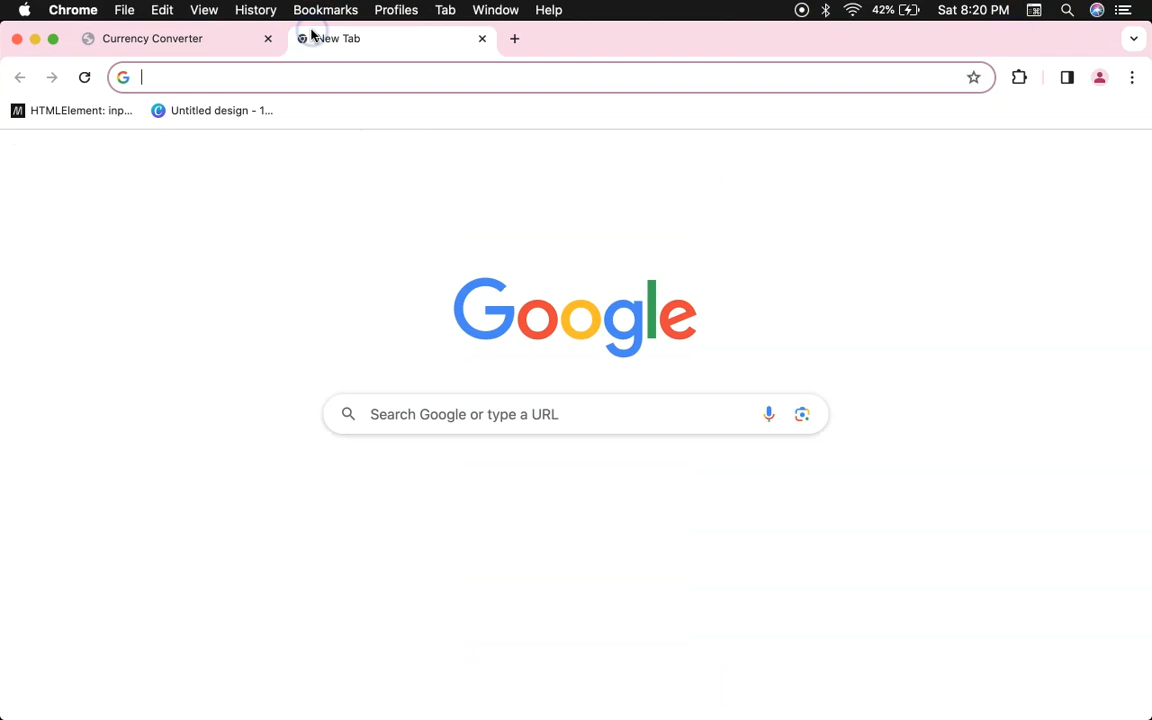 Chrome File Edit View History Bookmarks Profiles Tab Window Help 42% Sat 8:20 PM
Currency Converter New Tab
HTMLElement: inp... Untitled design - 1...
Google
Search Google or type a URL